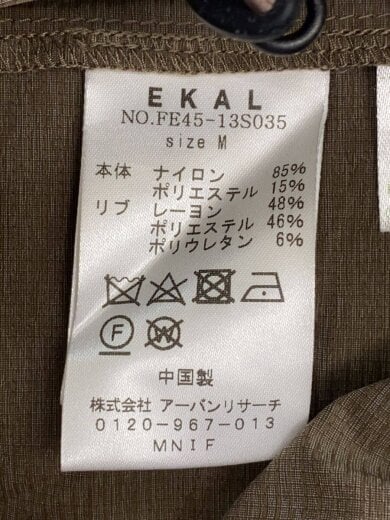 EKAL
NO.FE45-13S035
size M
本体 ナイロン 85%
ポリエステル 15%
リブ レーヨン 48%
ポリエステル 46%
ポリウレタン 6%
F W
中国製
株式会社 アーバンリサーチ
0120-967-013
MNIF